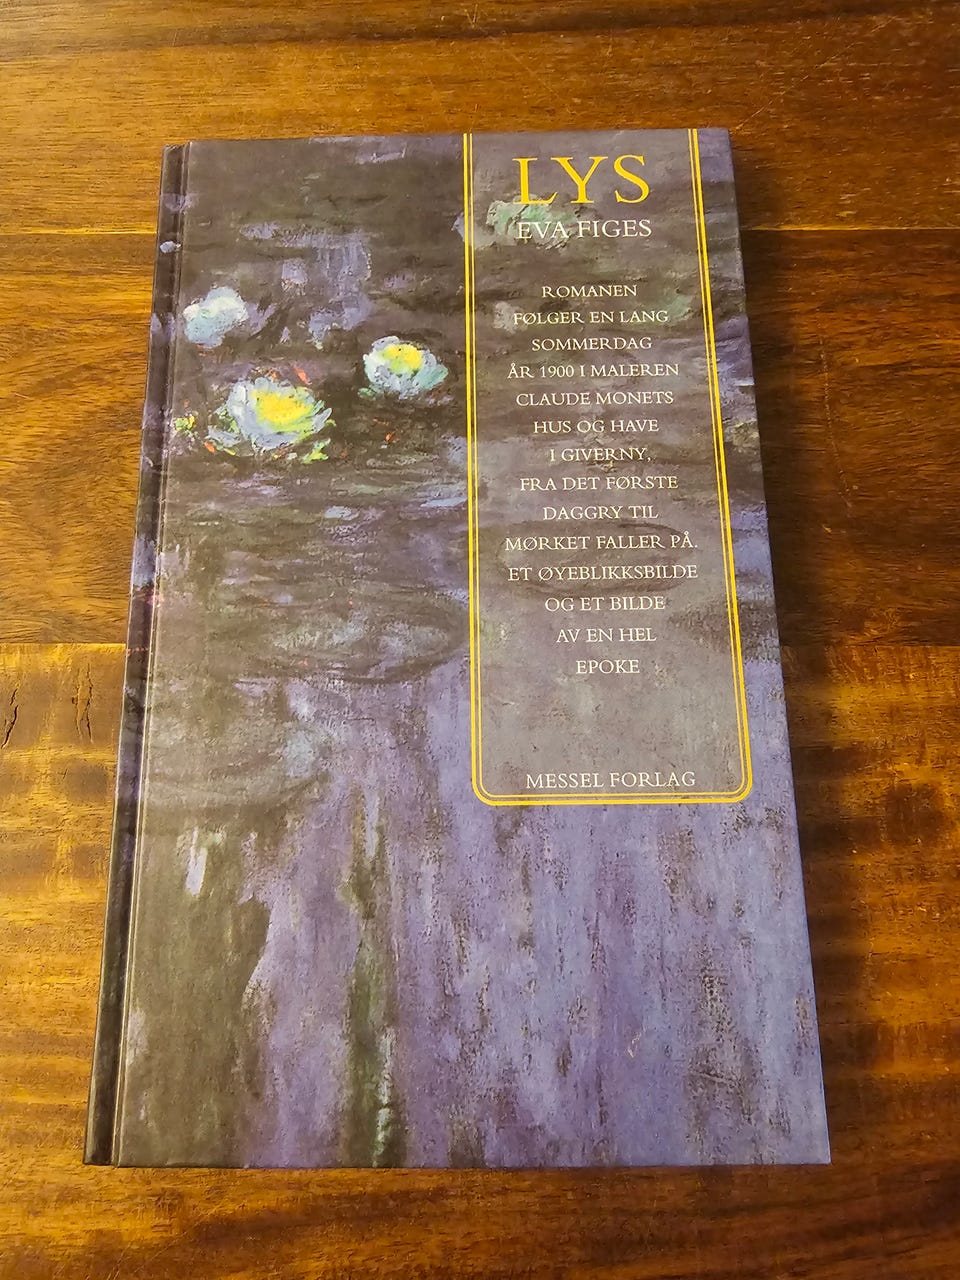 LYS
EVA FIGES
ROMANEN
FØLGER EN LANG
SOMMERDAG
ÅR 1900 I MALEREN
CLAUDE MONETS
HUS OG HAVE
I GIVERNY,
FRA DET FØRSTE
DAGGRY TIL
MØRKET FALLER PÅ.
ET ØYEBLIKKSBILDE
OG ET BILDE
AV EN HEL
EPOKE
MESSEL FORLAG